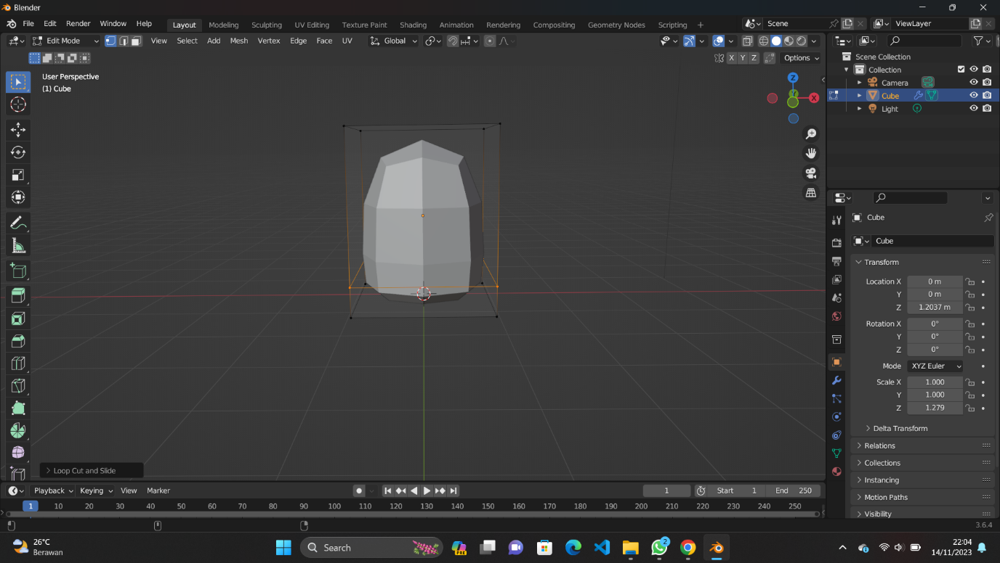 Blender
File Edit Render Window Help Layout Modeling Sculpting UV Editing Texture Paint Shading Animation Rendering Compositing Geometry Nodes Scripting + Scene ViewLayer
Edit Mode View Select Add Mesh Vertex Edge Face UV Global
X Y Z Options
User Perspective
(1) Cube
Z
Y
X
Scene Collection
Collection
Camera
Cube
Light
Cube
Cube
Transform
Location X 0 m
Y 0 m
Z 1.2037 m
Rotation X 0°
Y 0°
Z 0°
Mode XYZ Euler
Scale X 1.000
Y 1.000
Z 1.279
Delta Transform
Relations
Collections
Instancing
Motion Paths
Visibility
Loop Cut and Slide
Playback Keying View Marker 1 Start 1 End 250
1 10 20 30 40 50 60 70 80 90 100 110 120 130 140 150 160 170 180 190 200 210 220 230 240 250
3.6.4
26°C
Berawan
Search
PRE
2
22:04
14/11/2023